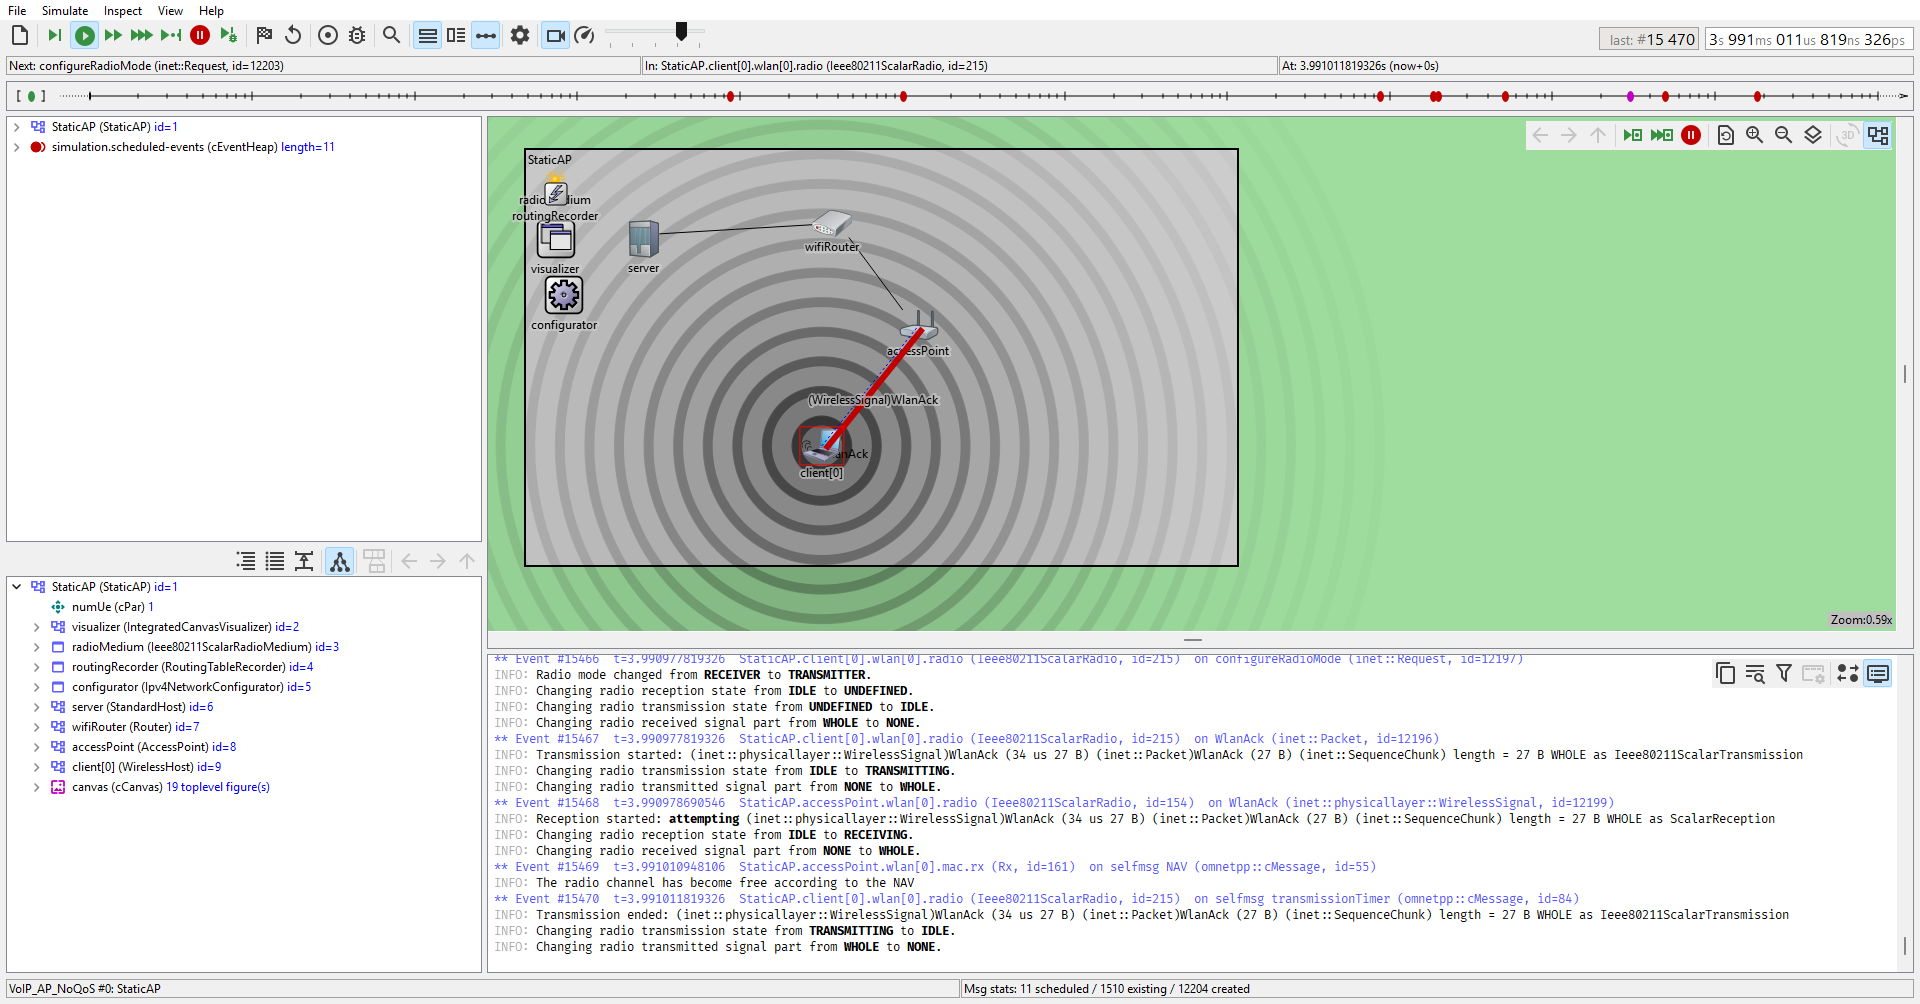 File Simulate Inspect View Help
last: #15 470 3s 991ms 011us 819ns 326ps
Next: configureRadioMode (inet::Request, id=12203) In: StaticAP.client[0].wlan[0].radio (Ieee80211ScalarRadio, id=215) At: 3.991011819326s (now+0s)
StaticAP (StaticAP) id=1
simulation.scheduled-events (cEventHeap) length=11
3D
StaticAP
routingRecorder
visualizer
configurator
server
wifiRouter
accessPoint
(WirelessSignal)WlanAck
client[0]
Zoom:0.59x
StaticAP (StaticAP) id=1
numUe (cPar) 1
visualizer (IntegratedCanvasVisualizer) id=2
radioMedium (Ieee80211ScalarRadioMedium) id=3
routingRecorder (RoutingTableRecorder) id=4
configurator (Ipv4NetworkConfigurator) id=5
server (StandardHost) id=6
wifiRouter (Router) id=7
accessPoint (AccessPoint) id=8
client[0] (WirelessHost) id=9
canvas (cCanvas) 19 toplevel figure(s)
** Event #15466 t=3.990977819326 StaticAP.client[0].wlan[0].radio (Ieee80211ScalarRadio, id=215) on configureRadioMode (inet::Request, id=12197)
INFO: Radio mode changed from RECEIVER to TRANSMITTER.
INFO: Changing radio reception state from IDLE to UNDEFINED.
INFO: Changing radio transmission state from UNDEFINED to IDLE.
INFO: Changing radio received signal part from WHOLE to NONE.
** Event #15467 t=3.990977819326 StaticAP.client[0].wlan[0].radio (Ieee80211ScalarRadio, id=215) on WlanAck (inet::Packet, id=12196)
INFO: Transmission started: (inet::physicallayer::WirelessSignal)WlanAck (34 us 27 B) (inet::Packet)WlanAck (27 B) (inet::SequenceChunk) length = 27 B WHOLE as Ieee80211ScalarTransmission
INFO: Changing radio transmission state from IDLE to TRANSMITTING.
INFO: Changing radio transmitted signal part from NONE to WHOLE.
** Event #15468 t=3.990978690546 StaticAP.accessPoint.wlan[0].radio (Ieee80211ScalarRadio, id=154) on WlanAck (inet::physicallayer::WirelessSignal, id=12199)
INFO: Reception started: attempting (inet::physicallayer::WirelessSignal)WlanAck (34 us 27 B) (inet::Packet)WlanAck (27 B) (inet::SequenceChunk) length = 27 B WHOLE as ScalarReception
INFO: Changing radio reception state from IDLE to RECEIVING.
INFO: Changing radio received signal part from NONE to WHOLE.
** Event #15469 t=3.991010948106 StaticAP.accessPoint.wlan[0].mac.rx (Rx, id=161) on selfmsg NAV (omnetpp::cMessage, id=55)
INFO: The radio channel has become free according to the NAV
** Event #15470 t=3.991011819326 StaticAP.client[0].wlan[0].radio (Ieee80211ScalarRadio, id=215) on selfmsg transmissionTimer (omnetpp::cMessage, id=84)
INFO: Transmission ended: (inet::physicallayer::WirelessSignal)WlanAck (34 us 27 B) (inet::Packet)WlanAck (27 B) (inet::SequenceChunk) length = 27 B WHOLE as Ieee80211ScalarTransmission
INFO: Changing radio transmission state from TRANSMITTING to IDLE.
INFO: Changing radio transmitted signal part from WHOLE to NONE.
VoIP_AP_NoQoS #0: StaticAP Msg stats: 11 scheduled / 1510 existing / 12204 created